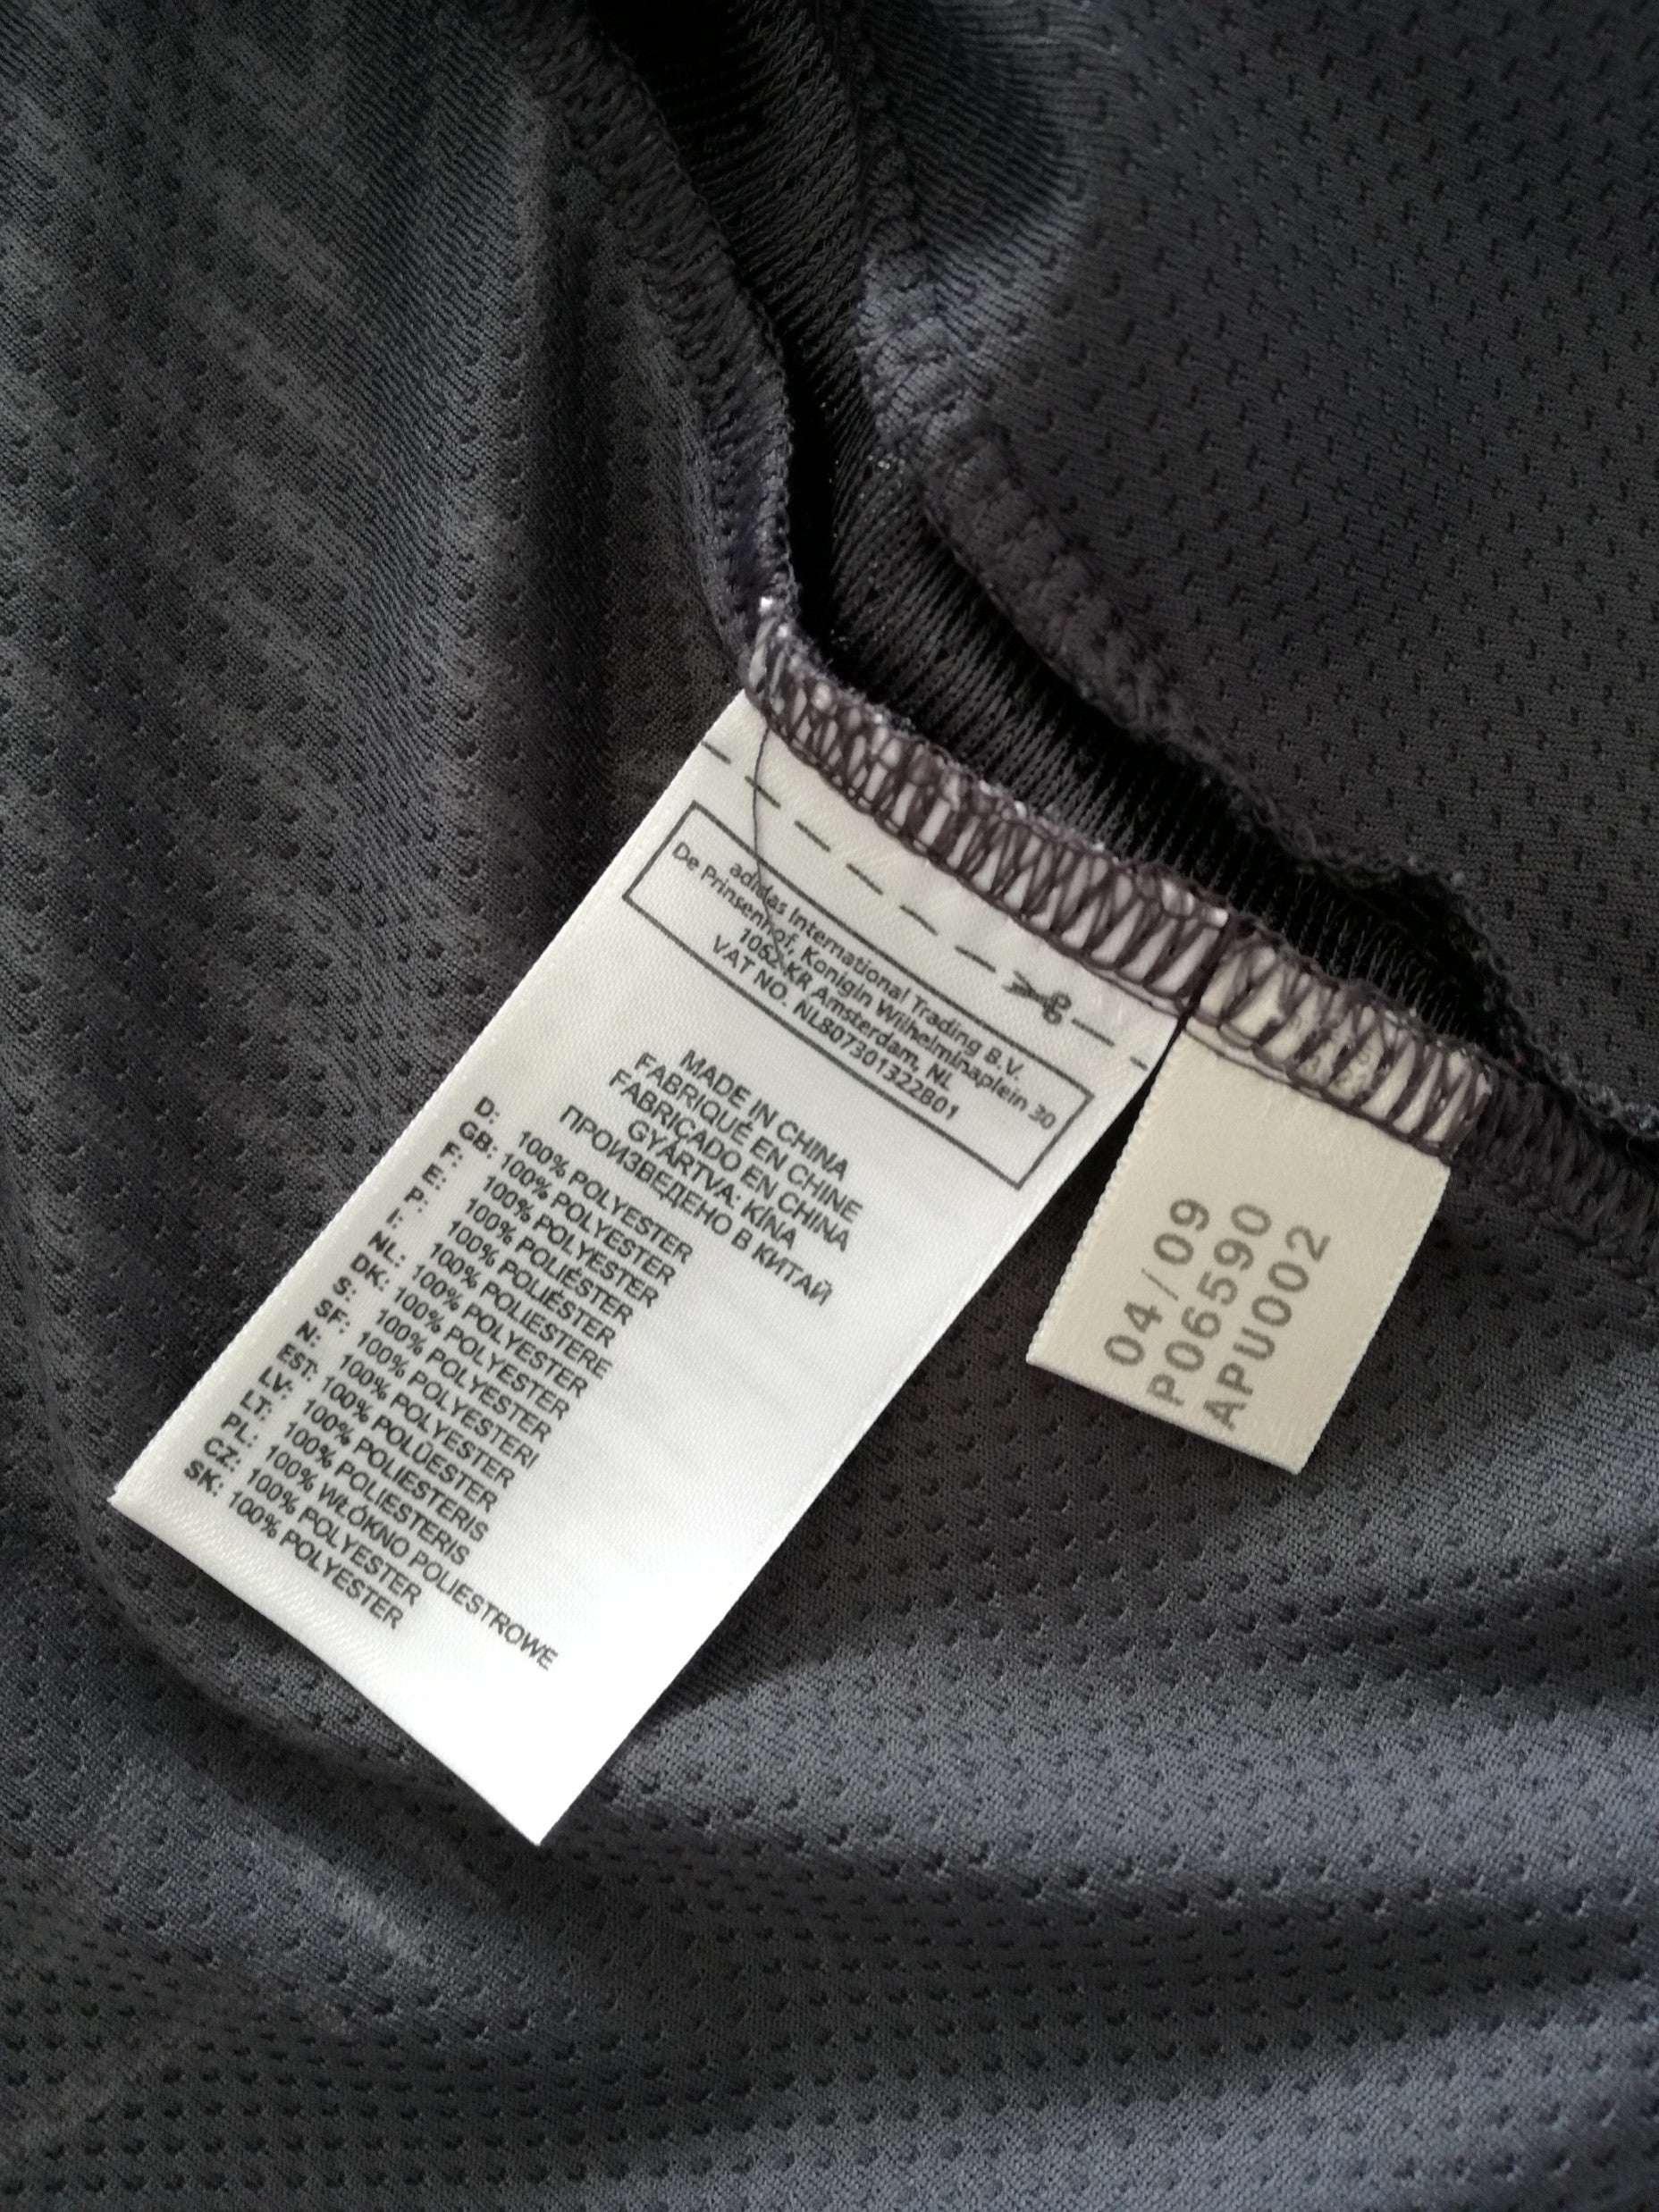 adidas International Trading B.V.
De Prinsenhof, Konigin Wilhelminaplein 30
1062 KR Amsterdam, NL
VAT NO. NL807301322B01
MADE IN CHINA
FABRIQUÉ EN CHINE
FABRICADO EN CHINA
GYÁRTVA: KÍNA
ПРОИЗВЕДЕНО В КИТАЙ
D: 100% POLYESTER
GB: 100% POLYESTER
F: 100% POLYESTER
E: 100% POLIÉSTER
P: 100% POLIÉSTER
I: 100% POLIESTERE
NL: 100% POLYESTER
DK: 100% POLYESTER
S: 100% POLYESTER
SF: 100% POLYESTERI
N: 100% POLYESTER
EST: 100% POLÜESTER
LV: 100% POLIESTERIS
LT: 100% POLIESTERIS
PL: 100% WŁÓKNO POLIESTROWE
CZ: 100% POLYESTER
SK: 100% POLYESTER
04/09
P06590
APU002